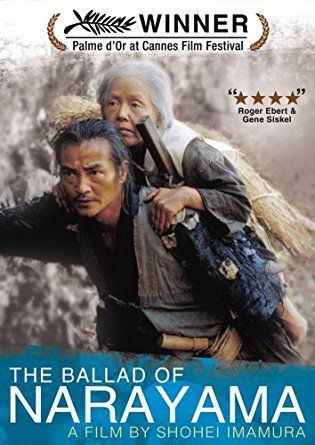 WINNER
Palme d'Or at Cannes Film Festival
“★★★★”
Roger Ebert &
Gene Siskel
THE BALLAD OF
NARAYAMA
A FILM BY SHOHEI IMAMURA